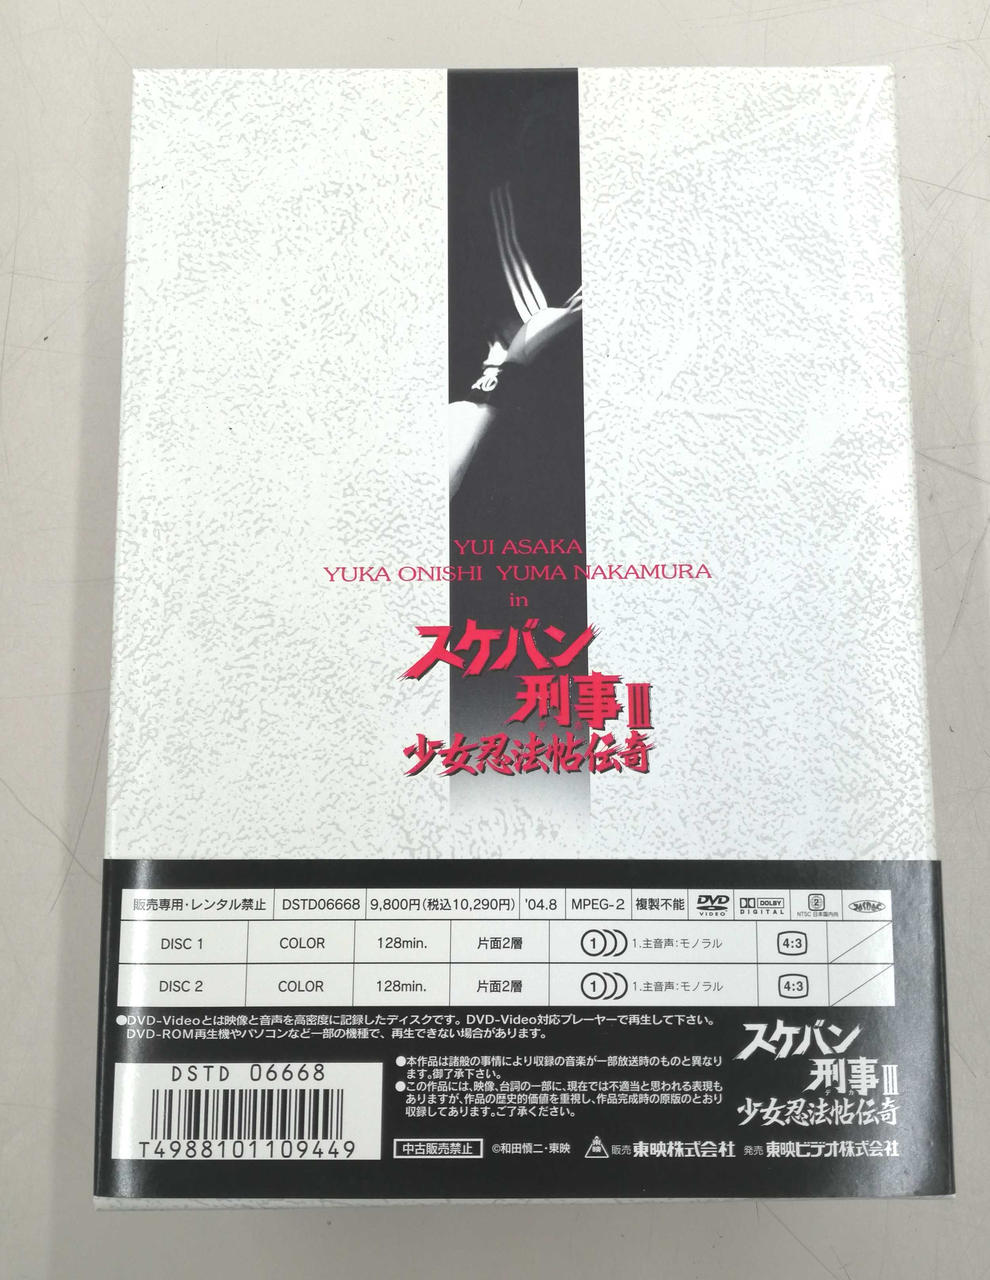 YUI ASAKA
YUKA ONISHI YUMA NAKAMURA
in
スケバン
刑事III
少女忍法帖伝奇
販売専用・レンタル禁止 DSTD06668 9,800円(税込10,290円) '04.8 MPEG-2 複製不能 DVD VIDEO DOLBY DIGITAL 2 NTSC 日本国内向
DISC 1 COLOR 128min. 片面2層 1 1.主音声:モノラル 4:3
DISC 2 COLOR 128min. 片面2層 1 1.主音声:モノラル 4:3
●DVD-Videoとは映像と音声を高密度に記録したディスクです。DVD-Video対応プレーヤーで再生して下さい。
DVD-ROM再生機やパソコンなど一部の機種で、再生できない場合があります。
DSTD 06668
T4988101109449
●本作品は諸般の事情により収録の音楽が一部放送時のものと異なり
ます。御了承下さい。
●この作品には、映像、台詞の一部に、現在では不適当と思われる表現も
ありますが、作品の歴史的価値を重視し、作品完成時の原版のとおり
収録してあります。ご了承ください。
スケバン
刑事III
少女忍法帖伝奇
中古販売禁止 ©和田慎二・東映 東映 販売 東映株式会社 発売 東映ビデオ株式会社